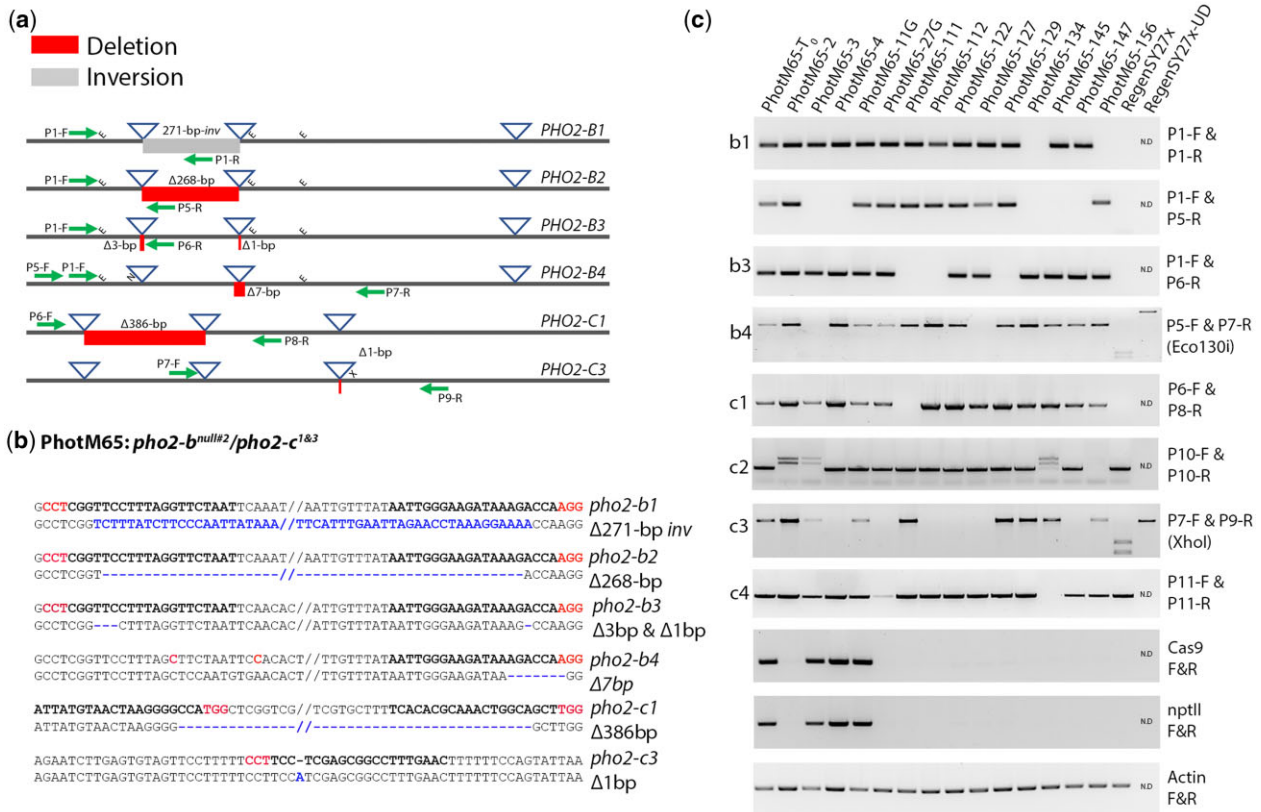 (a)
Deletion
Inversion
P1-F E 271-bp-inv E E PHO2-B1
P1-R
P1-F E Δ268-bp E E PHO2-B2
P5-R
P1-F E E E PHO2-B3
Δ3-bp P6-R Δ1-bp
P5-F P1-F E N E PHO2-B4
Δ7-bp P7-R
P6-F Δ386-bp PHO2-C1
P8-R
P7-F Δ1-bp X PHO2-C3
P9-R
(b) PhotM65: pho2-b^null#2/pho2-c^1&3
GCCTCGGTTCCTTTAGGTTCTAATTCAAAT//AATTGTTTATAATTGGGAAGATAAAGACCAAGG pho2-b1
GCCTCGGTCTTTATCTTCCCAATTATAAA//TTCATTTGAATTAGAACCTAAAGGAAAACCAAGG Δ271-bp inv
GCCTCGGTTCCTTTAGGTTCTAATTCAAAT//AATTGTTTATAATTGGGAAGATAAAGACCAAGG pho2-b2
GCCTCGGT----------------------//-----------------------------ACCAAGG Δ268-bp
GCCTCGGTTCCTTTAGGTTCTAATTCAACAC//ATTGTTTATAATTGGGAAGATAAAGACCAAGG pho2-b3
GCCTCGG---CTTTAGGTTCTAATTCAACAC//ATTGTTTATAATTGGGAAGATAAAG-CCAAGG Δ3bp & Δ1bp
GCCTCGGTTCCTTTAGCTTCTAATTCCACACT//TTGTTTATAATTGGGAAGATAAAGACCAAGG pho2-b4
GCCTCGGTTCCTTTAGCTCCAATGTGAACACT//TTGTTTATAATTGGGAAGATAA-------GG Δ7bp
ATTATGTAACTAAGGGGCCATGGCTCGGTCG//TCGTGCTTTTCACACGCAAACTGGCAGCTTGG pho2-c1
ATTATGTAACTAAGGGG--------------//--------------------------GCTTGG Δ386bp
AGAATCTTGAGTGTAGTTCCTTTTTCCTTCC-TCGAGCGGCCTTTGAACTTTTTTCCAGTATTAA pho2-c3
AGAATCTTGAGTGTAGTTCCTTTTTCCTTCCATCGAGCGGCCTTTGAACTTTTTTCCAGTATTAA Δ1bp
(c)
PhotM65-T0
PhotM65-2
PhotM65-3
PhotM65-4
PhotM65-11G
PhotM65-27G
PhotM65-111
PhotM65-112
PhotM65-122
PhotM65-127
PhotM65-129
PhotM65-134
PhotM65-145
PhotM65-147
PhotM65-156
RegenSY27x
RegenSY27x-UD
b1 N.D P1-F &
P1-R
N.D P1-F &
P5-R
b3 N.D P1-F &
P6-R
b4 P5-F & P7-R
(Eco130i)
c1 N.D P6-F &
P8-R
c2 N.D P10-F &
P10-R
c3 P7-F & P9-R
(XhoI)
c4 N.D P11-F &
P11-R
N.D Cas9
F&R
N.D nptII
F&R
N.D Actin
F&R